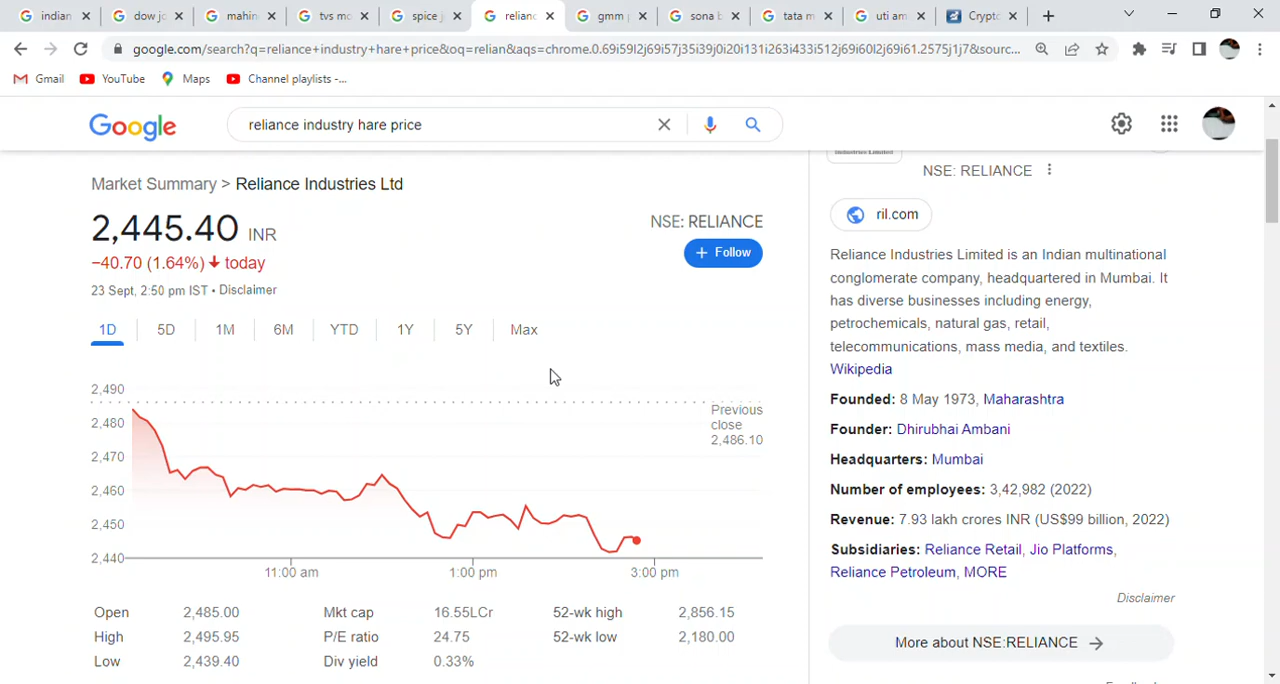 indian
dow jo
mahin
tvs mo
spice j
relianc
gmm p
sona b
tata m
uti am
Crypto
google.com/search?q=reliance+industry+hare+price&oq=relian&aqs=chrome.0.69i59l2j69i57j35i39j0i20i131i263i433i512j69i60l2j69i61.2575j1j7&sourc...
Gmail
YouTube
Maps
Channel playlists -...
Google
reliance industry hare price
Market Summary > Reliance Industries Ltd
2,445.40 INR
−40.70 (1.64%) ↓ today
23 Sept, 2:50 pm IST • Disclaimer
NSE: RELIANCE
+ Follow
1D
5D
1M
6M
YTD
1Y
5Y
Max
2,490
2,480
2,470
2,460
2,450
2,440
Previous
close
2,486.10
11:00 am
1:00 pm
3:00 pm
Open 2,485.00 Mkt cap 16.55LCr 52-wk high 2,856.15
High 2,495.95 P/E ratio 24.75 52-wk low 2,180.00
Low 2,439.40 Div yield 0.33%
Industries Limited
NSE: RELIANCE
ril.com
Reliance Industries Limited is an Indian multinational
conglomerate company, headquartered in Mumbai. It
has diverse businesses including energy,
petrochemicals, natural gas, retail,
telecommunications, mass media, and textiles.
Wikipedia
Founded: 8 May 1973, Maharashtra
Founder: Dhirubhai Ambani
Headquarters: Mumbai
Number of employees: 3,42,982 (2022)
Revenue: 7.93 lakh crores INR (US$99 billion, 2022)
Subsidiaries: Reliance Retail, Jio Platforms,
Reliance Petroleum, MORE
Disclaimer
More about NSE:RELIANCE →